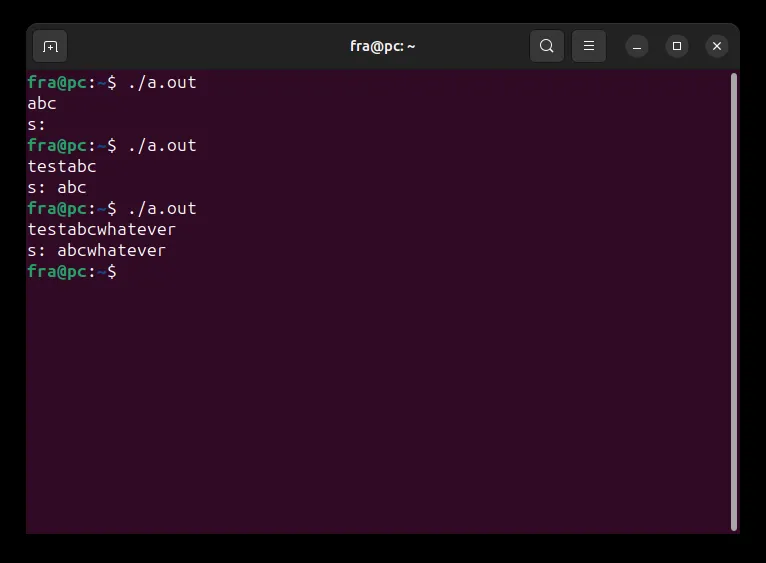 fra@pc: ~
fra@pc:~$ ./a.out
abc
s:
fra@pc:~$ ./a.out
testabc
s: abc
fra@pc:~$ ./a.out
testabcwhatever
s: abcwhatever
fra@pc:~$